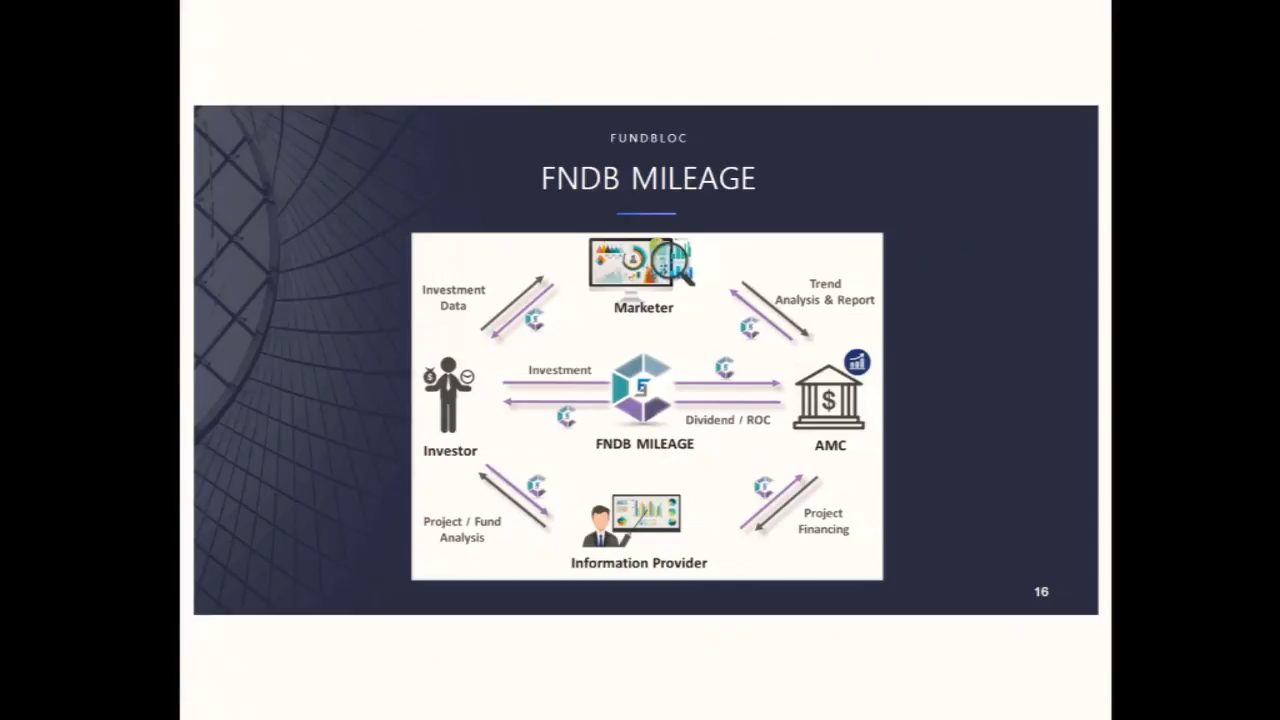 FUNDBLOC
FNDB MILEAGE
Marketer
Investment
Data
Trend
Analysis & Report
Investment
Dividend / ROC
FNDB MILEAGE
Investor
AMC
Project / Fund
Analysis
Project
Financing
Information Provider
16